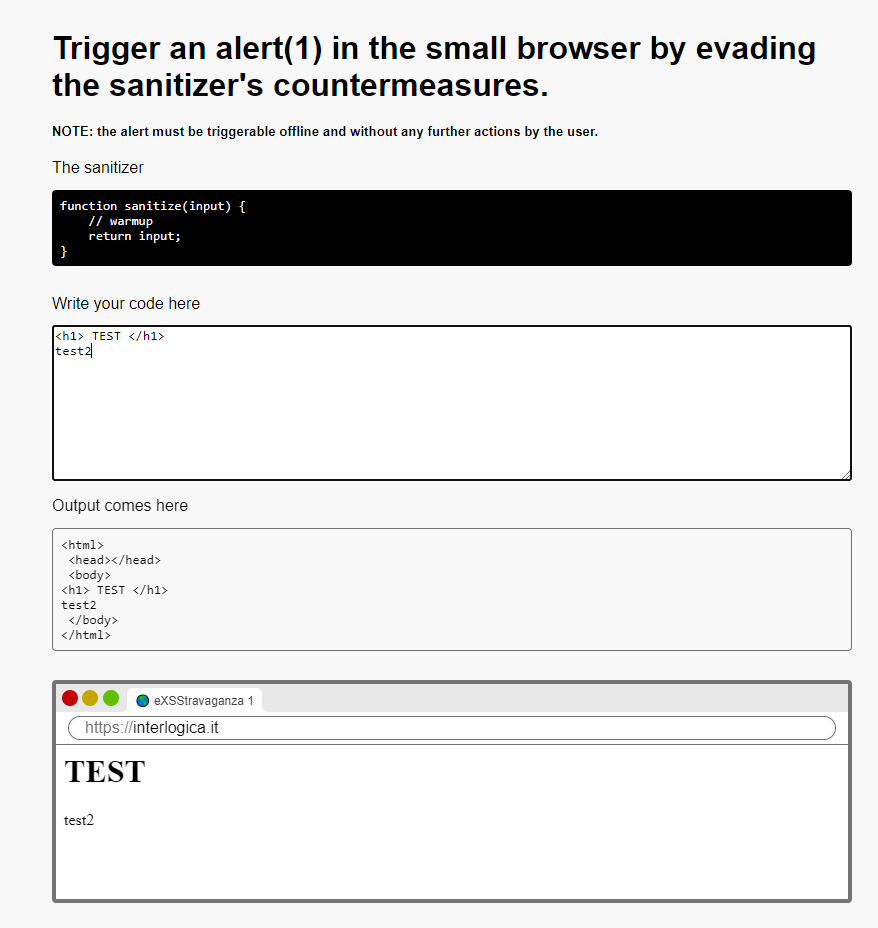 Trigger an alert(1) in the small browser by evading
the sanitizer's countermeasures.
NOTE: the alert must be triggerable offline and without any further actions by the user.
The sanitizer
function sanitize(input) {
    // warmup
    return input;
}
Write your code here
<h1> TEST </h1>
test2
Output comes here
<html>
 <head></head>
 <body>
<h1> TEST </h1>
test2
 </body>
</html>
eXSStravaganza 1
https://interlogica.it
TEST
test2